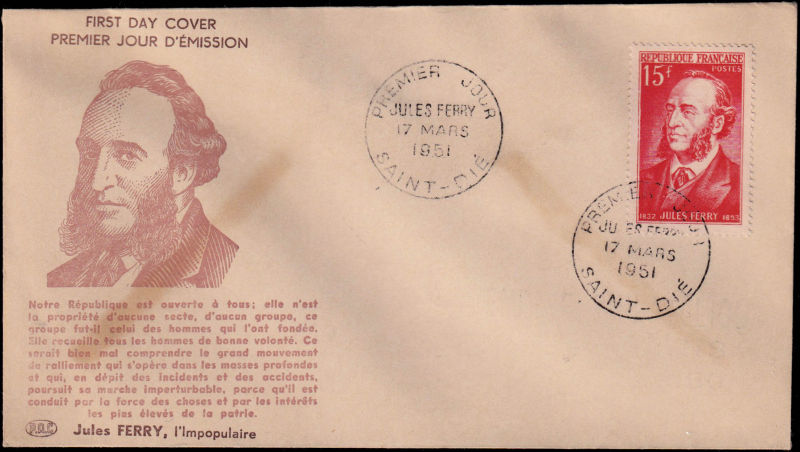 FIRST DAY COVER
PREMIER JOUR D'ÉMISSION
Notre République est ouverte à tous; elle n'est
la propriété d'aucune secte, d'aucun groupe, ce
groupe fut-il celui des hommes qui l'ont fondée.
Elle recueille tous les hommes de bonne volonté. Ce
serait bien mal comprendre le grand mouvement
de ralliement qui s'opère dans les masses profondes
et qui, en dépit des incidents et des accidents,
poursuit sa marche imperturbable, parce qu'il est
conduit par la force des choses et par les intérêts
les plus élevés de la patrie.
Jules FERRY, l'Impopulaire
PREMIER JOUR
JULES FERRY
17 MARS
1951
SAINT-DIÉ
RÉPUBLIQUE FRANÇAISE
15f
POSTES
1832 JULES FERRY 1893
PREMIER JOUR
JULES FERRY
17 MARS
1951
SAINT-DIÉ